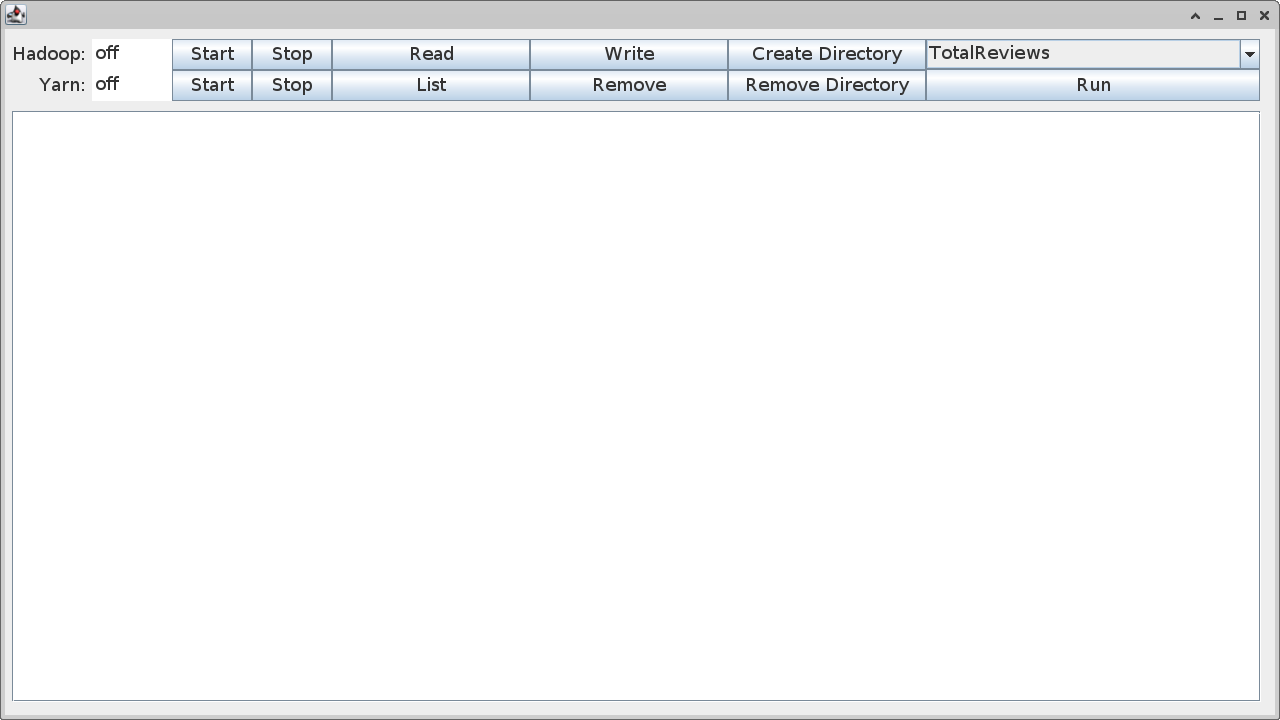 Hadoop: off Start Stop Read Write Create Directory TotalReviews
Yarn: off Start Stop List Remove Remove Directory Run